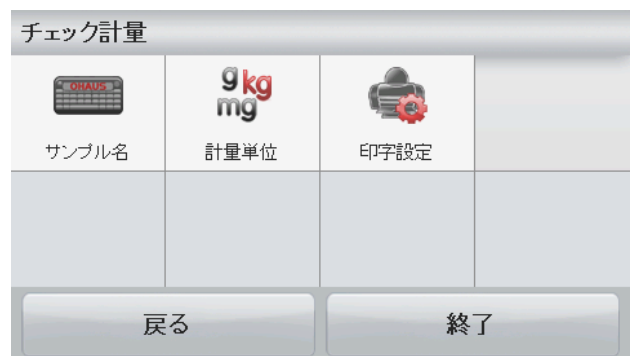 チェック計量
OHAUS
g kg
mg
サンプル名 計量単位 印字設定
戻る 終了